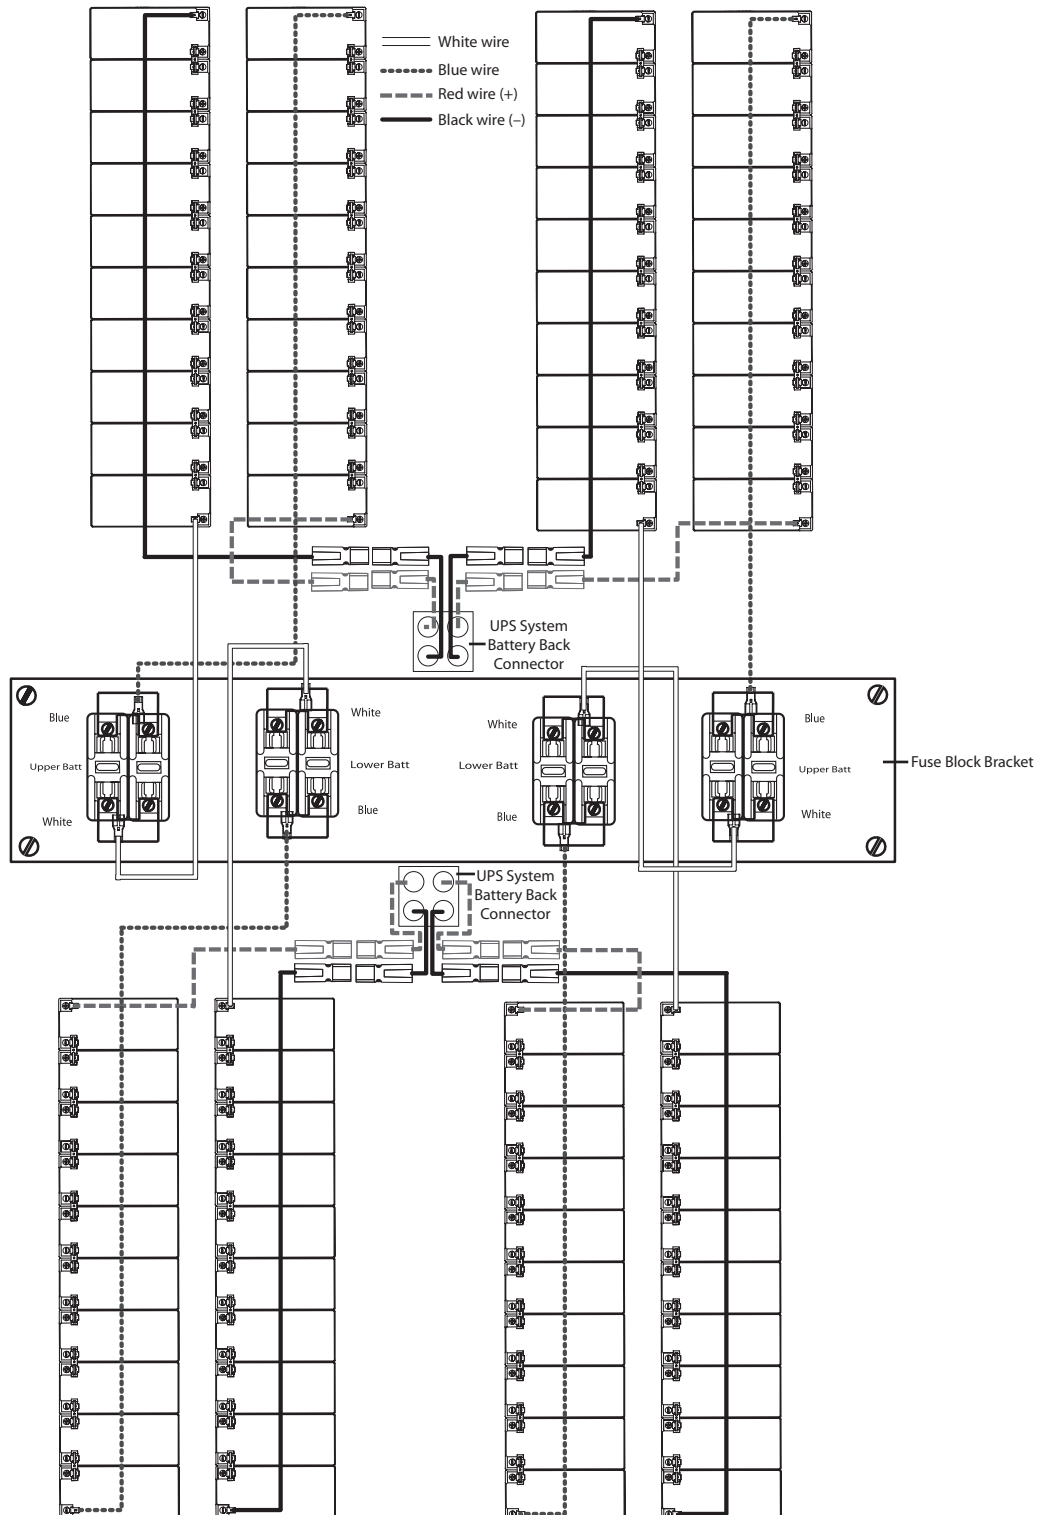 White wire
Blue wire
Red wire (+)
Black wire (–)
UPS System
Battery Back
Connector
Blue
Upper Batt
White
White
Lower Batt
Blue
White
Lower Batt
Blue
Blue
Upper Batt
White
Fuse Block Bracket
UPS System
Battery Back
Connector